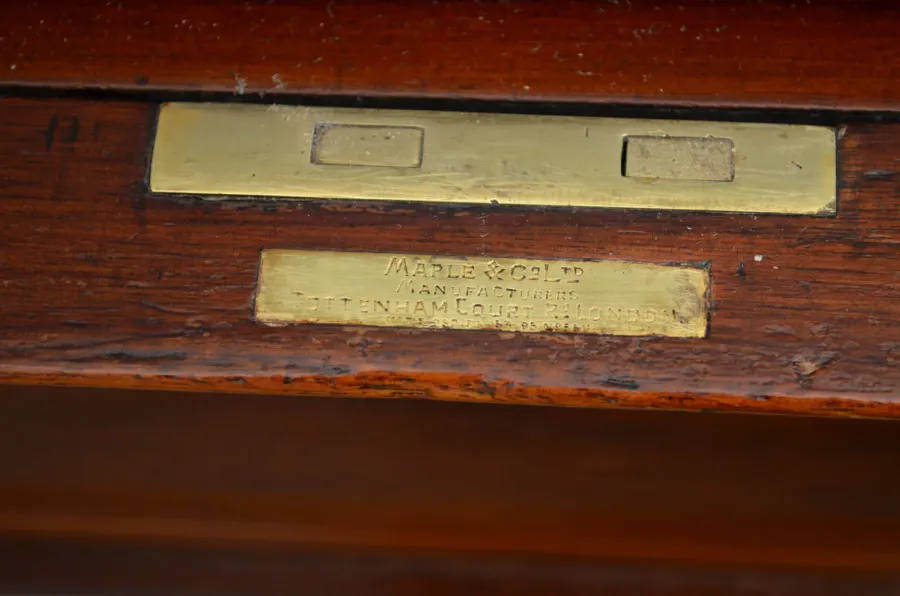 MAPLE & Co LTD
MANUFACTURERS
TOTTENHAM COURT Rd LONDON